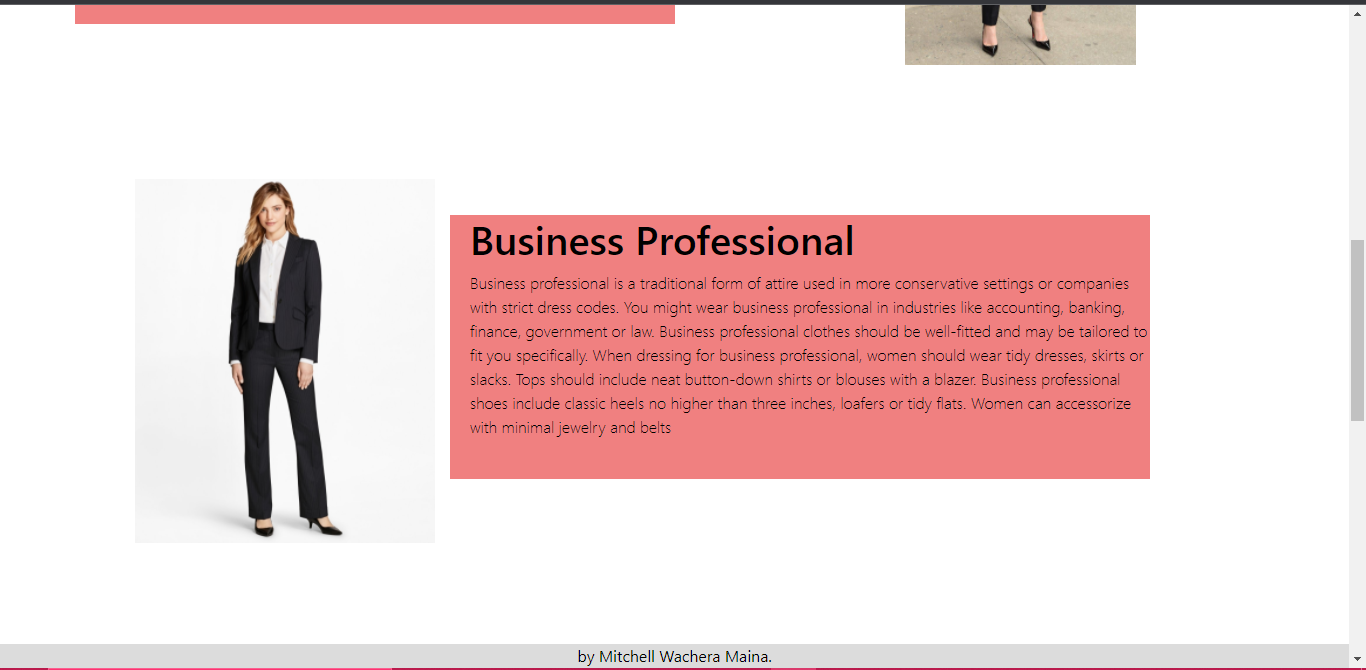 Business Professional
Business professional is a traditional form of attire used in more conservative settings or companies
with strict dress codes. You might wear business professional in industries like accounting, banking,
finance, government or law. Business professional clothes should be well-fitted and may be tailored to
fit you specifically. When dressing for business professional, women should wear tidy dresses, skirts or
slacks. Tops should include neat button-down shirts or blouses with a blazer. Business professional
shoes include classic heels no higher than three inches, loafers or tidy flats. Women can accessorize
with minimal jewelry and belts
by Mitchell Wachera Maina.